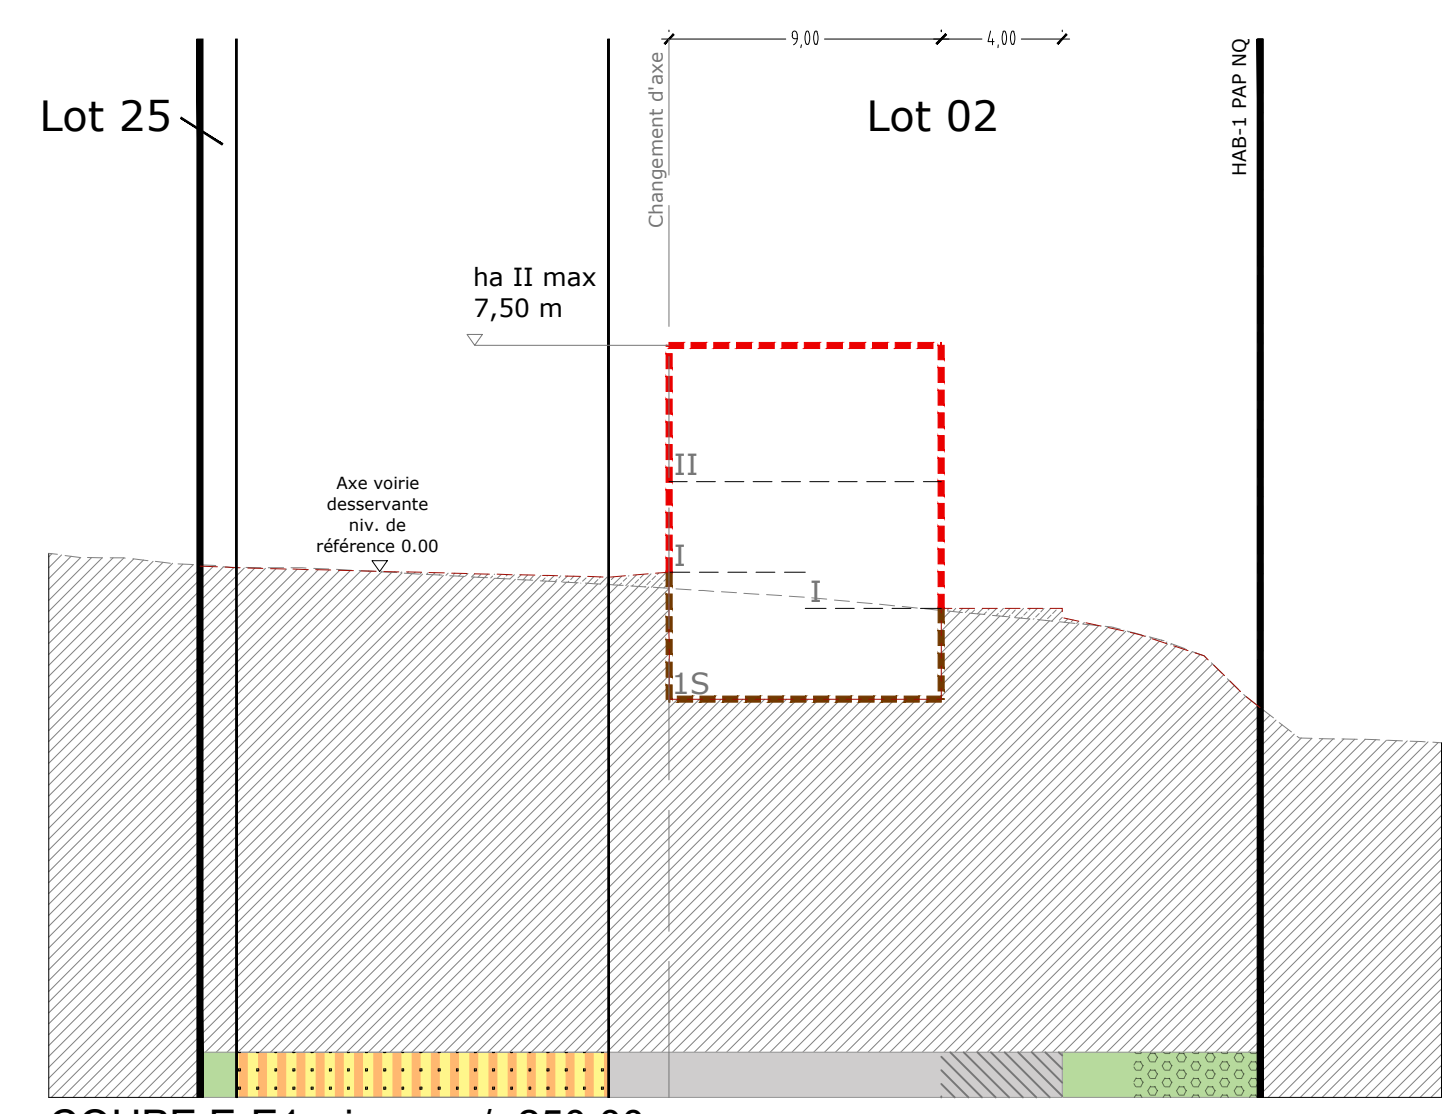 9,00
4,00
Changement d'axe
HAB-1 PAP NQ
Lot 25
Lot 02
ha II max
7,50 m
II
Axe voirie
desservante
niv. de
référence 0.00
I
I
1S